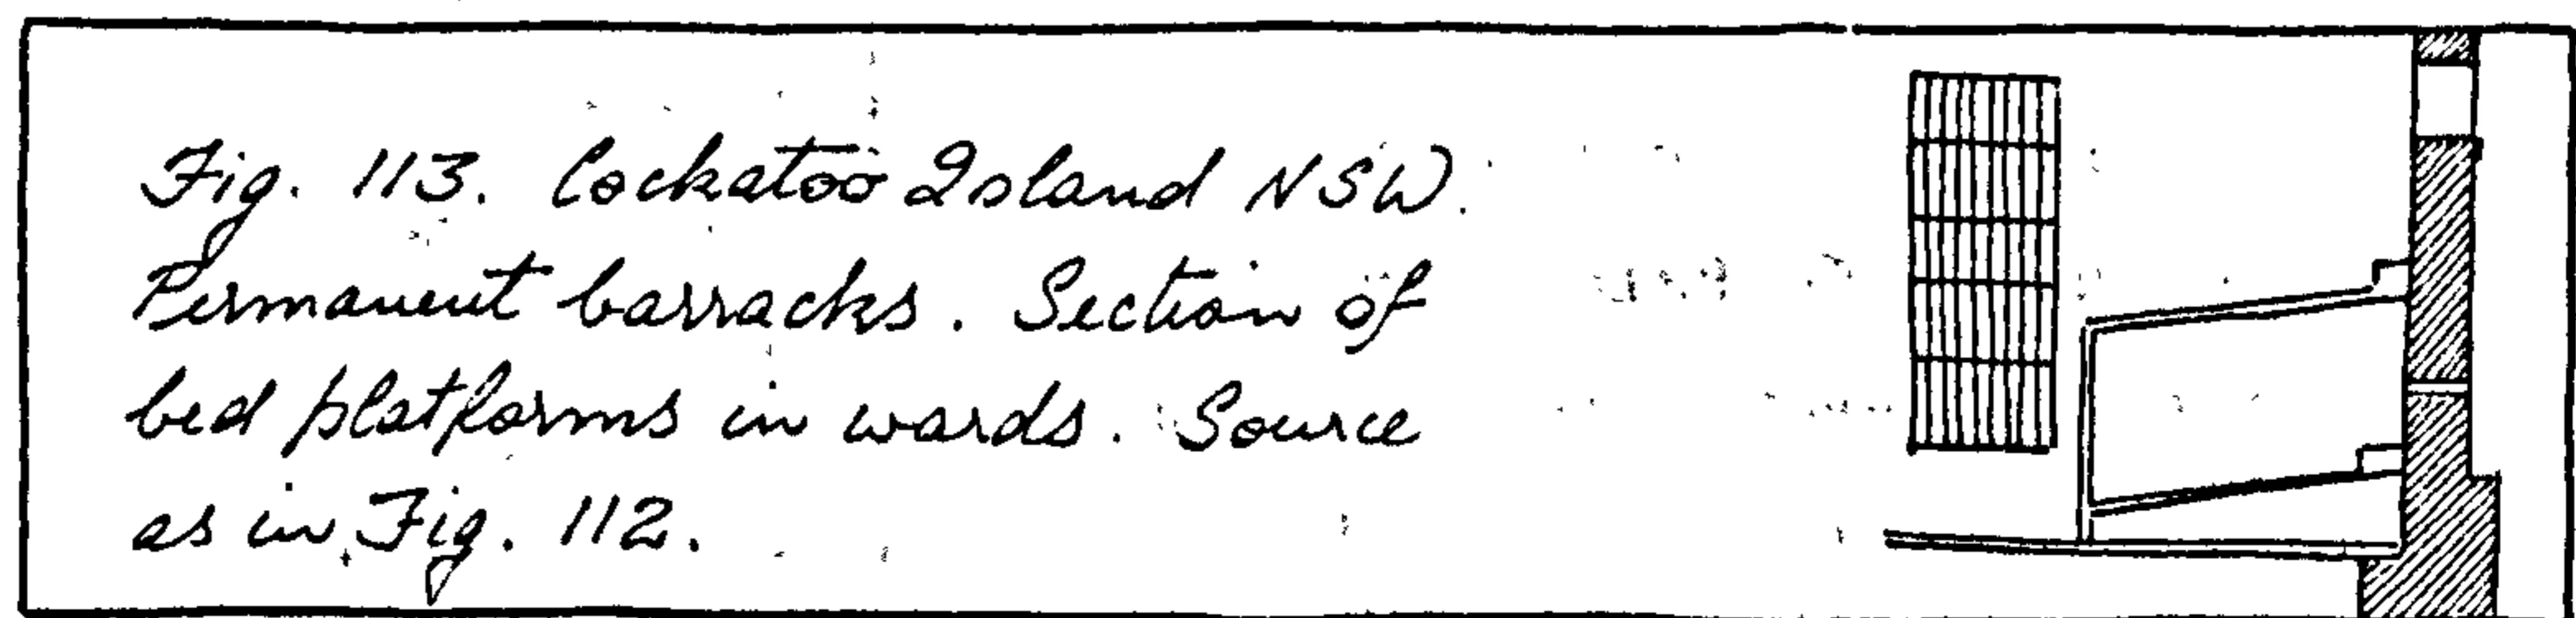 Fig. 113. Cockatoo Island NSW.
Permanent barracks. Section of
bed platforms in wards. Source
as in Fig. 112.